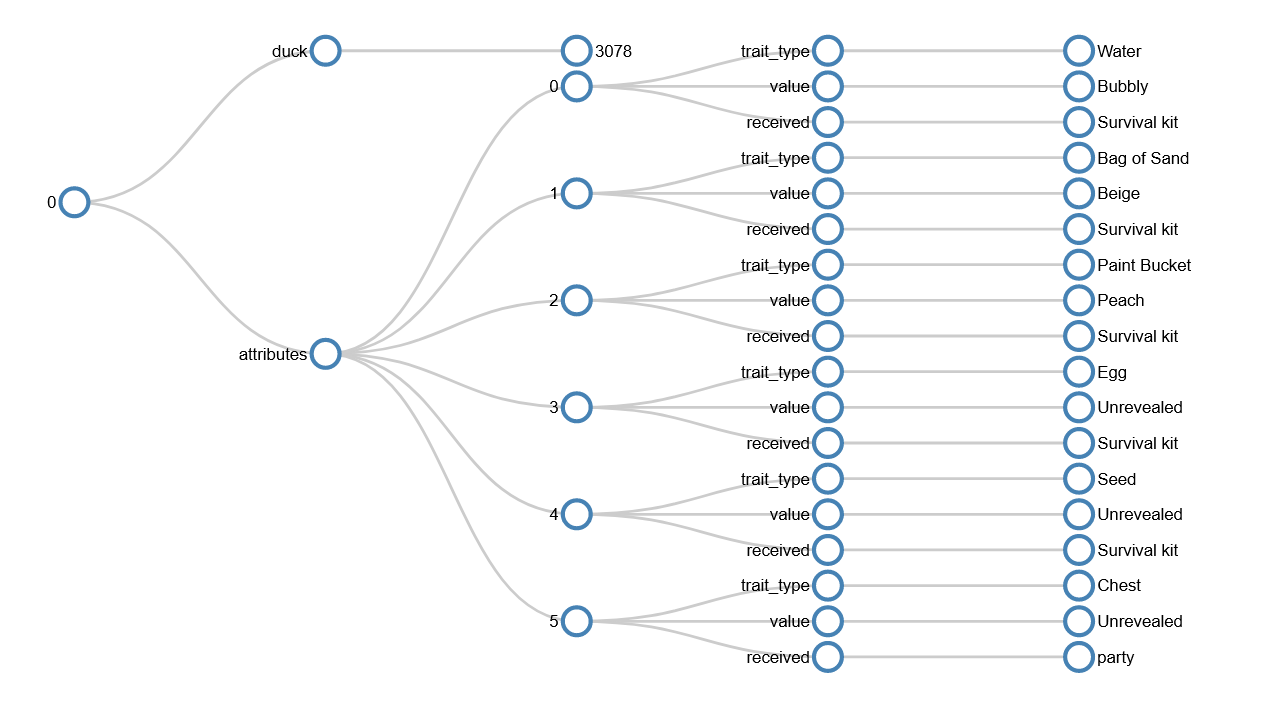 duck 3078 trait_type Water
0 value Bubbly
received Survival kit
trait_type Bag of Sand
1 value Beige
0
received Survival kit
trait_type Paint Bucket
2 value Peach
received Survival kit
attributes
trait_type Egg
3 value Unrevealed
received Survival kit
trait_type Seed
4 value Unrevealed
received Survival kit
trait_type Chest
5 value Unrevealed
received party